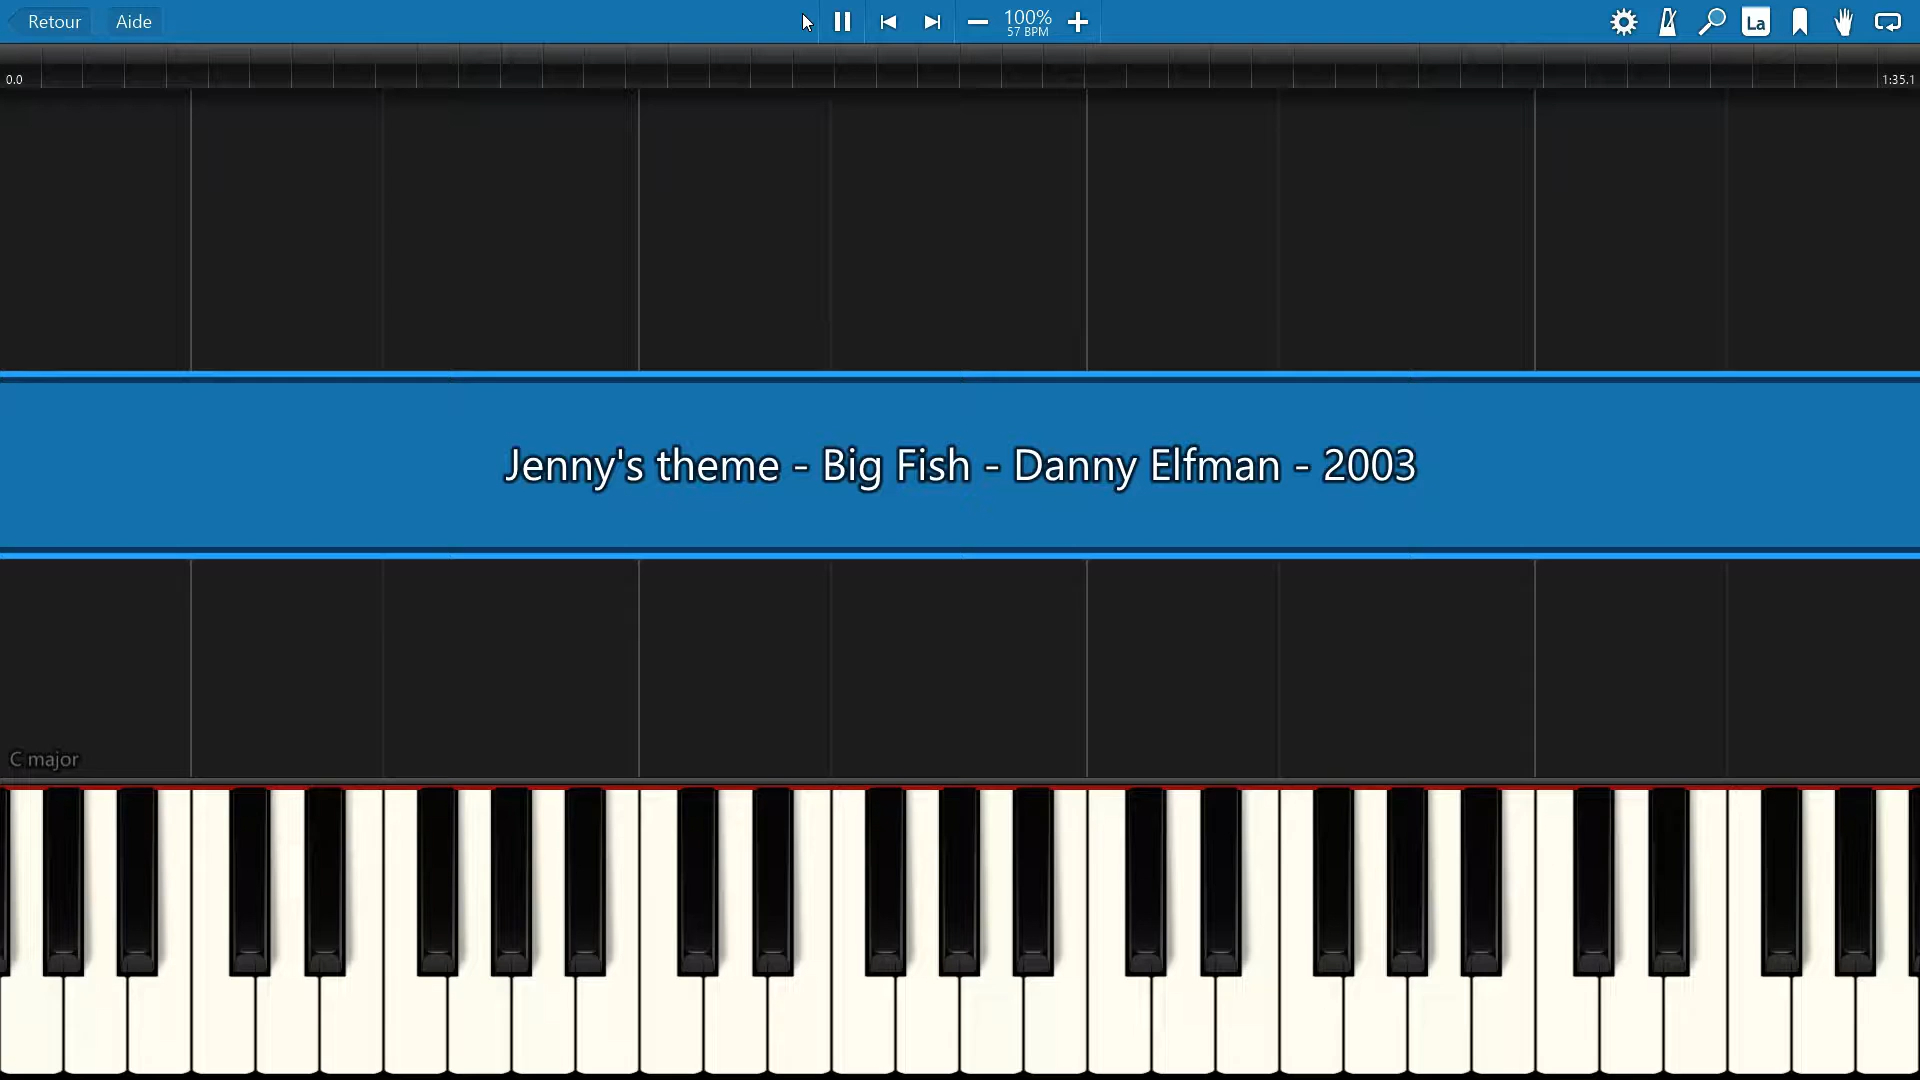 Retour
Aide
100%
57 BPM
La
0.0
1:35.1
Jenny's theme - Big Fish - Danny Elfman - 2003
C major